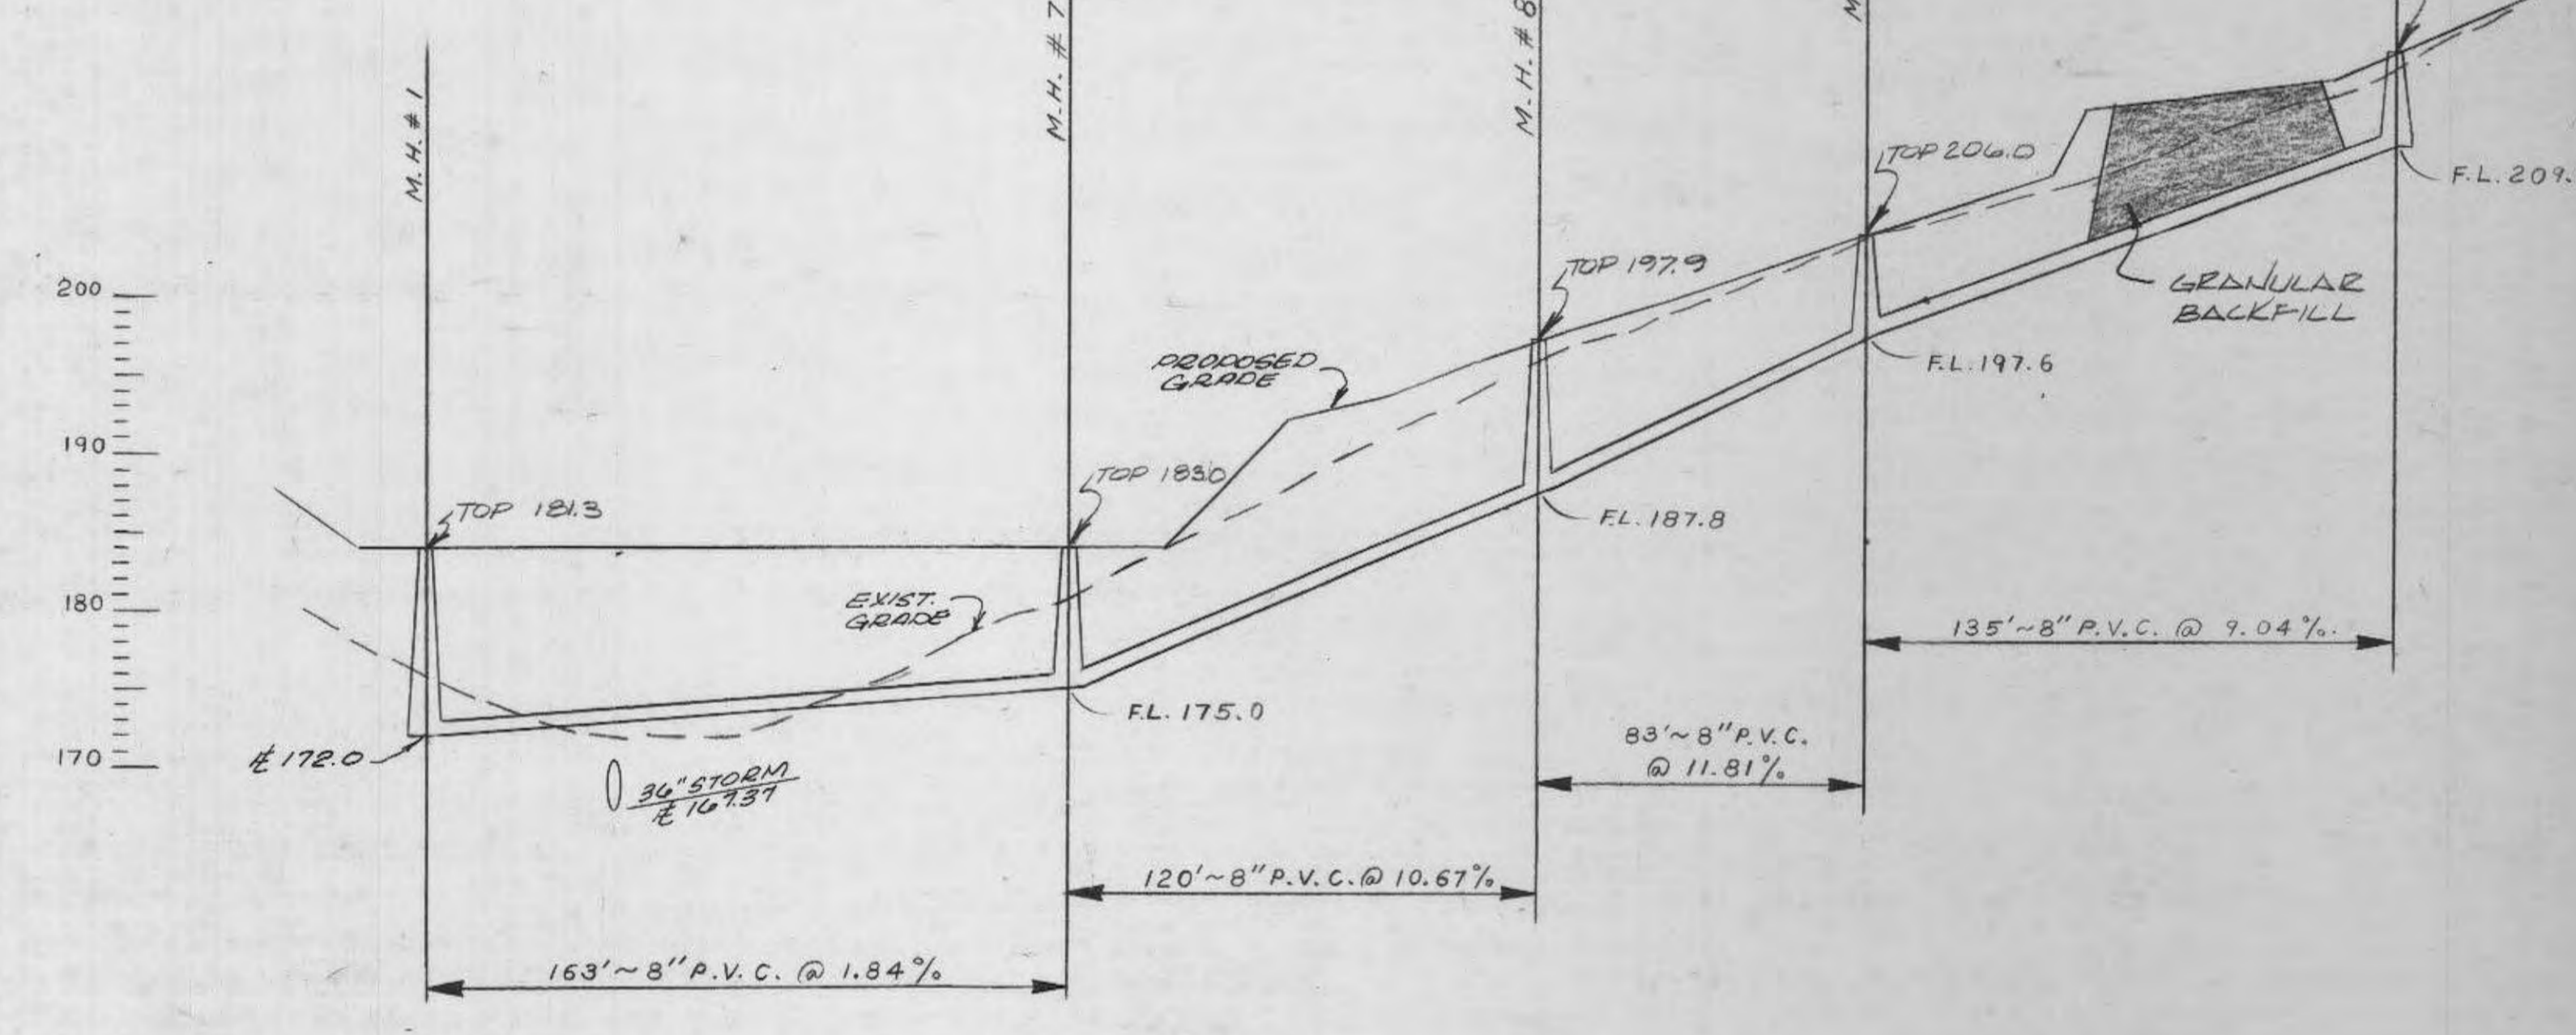 M.H. # 1
M.H. # 7
M.H. # 8
M
200
190
180
170
TOP 181.3
TOP 183.0
TOP 197.9
TOP 206.0
PROPOSED
GRADE
EXIST.
GRADE
GRANULAR
BACKFILL
F.L. 209.
F.L. 197.6
F.L. 187.8
F.L. 175.0
172.0
36" STORM
167.37
135'~8" P.V.C. @ 9.04%.
83'~8" P.V.C.
@ 11.81%
120'~8" P.V.C. @ 10.67%
163'~8" P.V.C. @ 1.84%